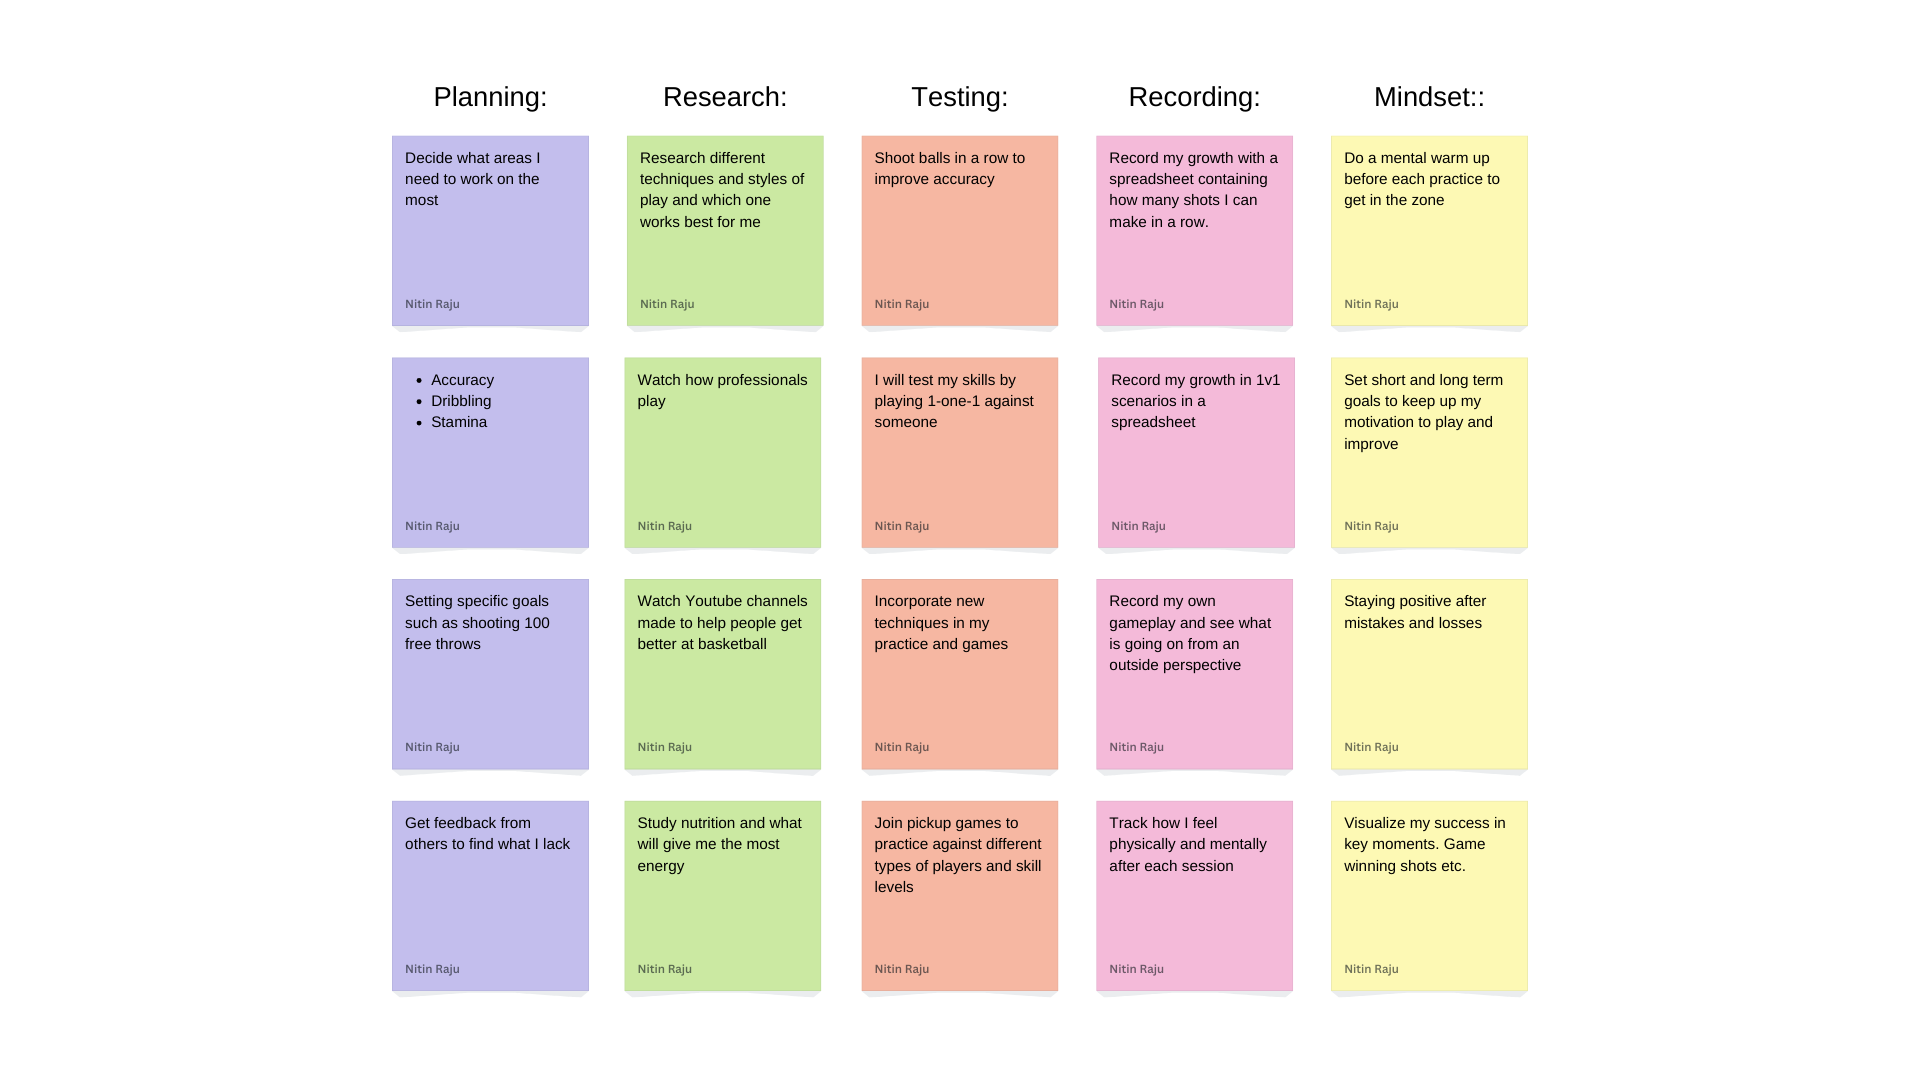 Planning:
Research:
Testing:
Recording:
Mindset::
Decide what areas I
need to work on the
most
Nitin Raju
Research different
techniques and styles of
play and which one
works best for me
Nitin Raju
Shoot balls in a row to
improve accuracy
Nitin Raju
Record my growth with a
spreadsheet containing
how many shots I can
make in a row.
Nitin Raju
Do a mental warm up
before each practice to
get in the zone
Nitin Raju
• Accuracy
• Dribbling
• Stamina
Nitin Raju
Watch how professionals
play
Nitin Raju
I will test my skills by
playing 1-one-1 against
someone
Nitin Raju
Record my growth in 1v1
scenarios in a
spreadsheet
Nitin Raju
Set short and long term
goals to keep up my
motivation to play and
improve
Nitin Raju
Setting specific goals
such as shooting 100
free throws
Nitin Raju
Watch Youtube channels
made to help people get
better at basketball
Nitin Raju
Incorporate new
techniques in my
practice and games
Nitin Raju
Record my own
gameplay and see what
is going on from an
outside perspective
Nitin Raju
Staying positive after
mistakes and losses
Nitin Raju
Get feedback from
others to find what I lack
Nitin Raju
Study nutrition and what
will give me the most
energy
Nitin Raju
Join pickup games to
practice against different
types of players and skill
levels
Nitin Raju
Track how I feel
physically and mentally
after each session
Nitin Raju
Visualize my success in
key moments. Game
winning shots etc.
Nitin Raju